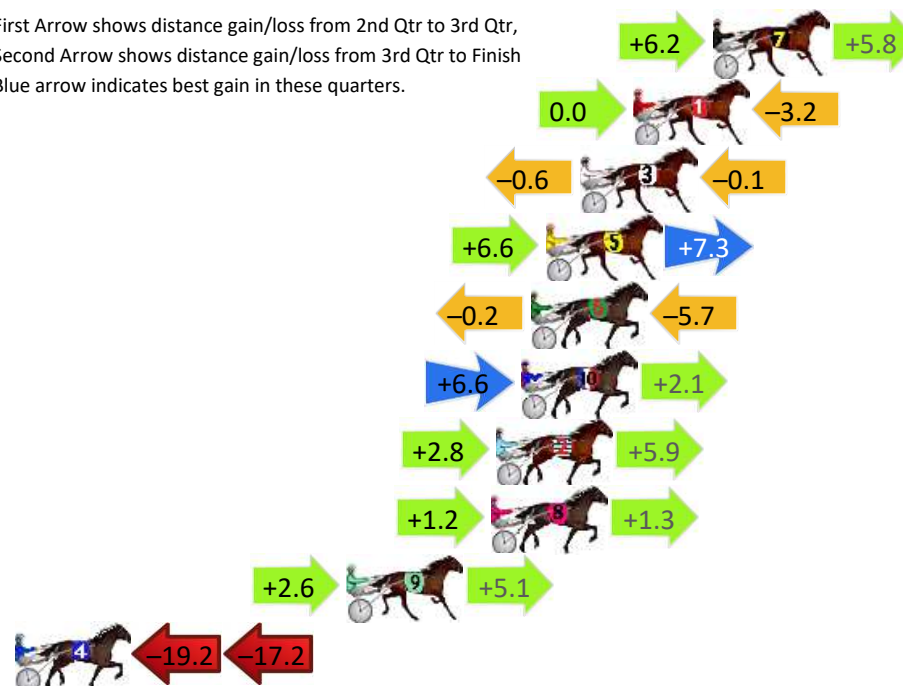 First Arrow shows distance gain/loss from 2nd Qtr to 3rd Qtr,
Second Arrow shows distance gain/loss from 3rd Qtr to Finish
Blue arrow indicates best gain in these quarters.
+6.2 7 +5.8
0.0 1 –3.2
–0.6 3 –0.1
+6.6 5 +7.3
–0.2 6 –5.7
+6.6 10 +2.1
+2.8 2 +5.9
+1.2 8 +1.3
+2.6 9 +5.1
4 –19.2 –17.2